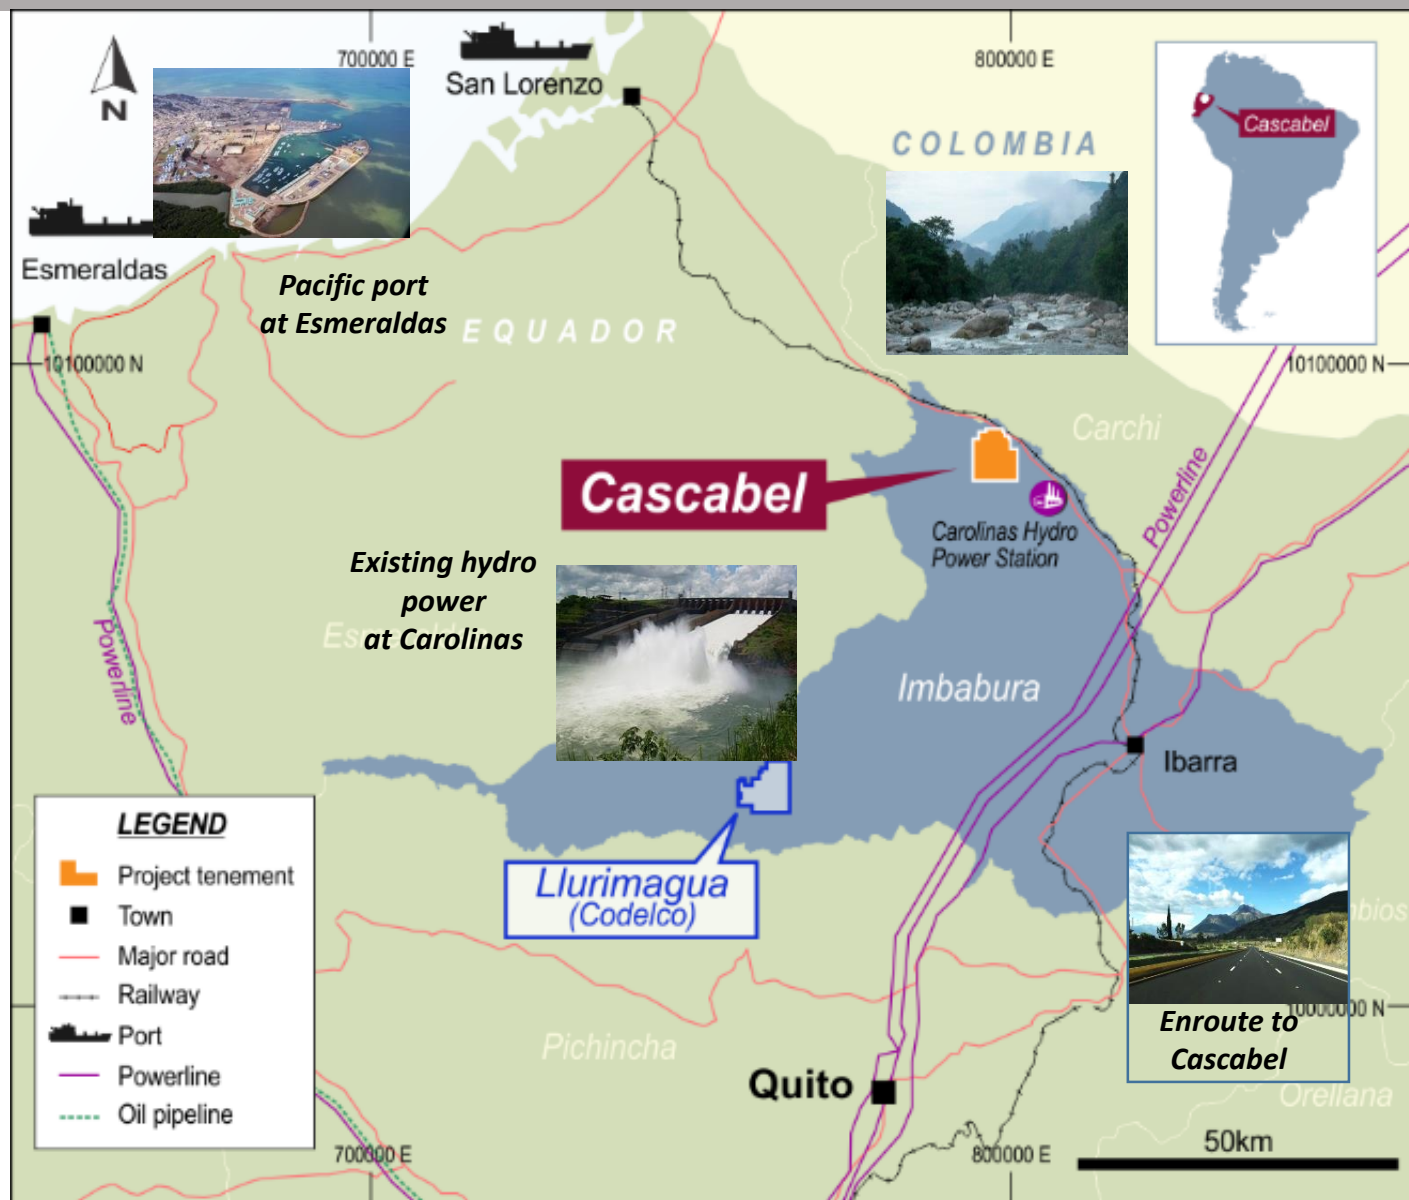 700000 E
800000 E
San Lorenzo
N
COLOMBIA
Cascabel
Esmeraldas
Pacific port
at Esmeraldas
EQUADOR
10100000 N
10100000 N
Carchi
Cascabel
Powerline
Carolinas Hydro
Power Station
Existing hydro
power
at Carolinas
Powerline
Imbabura
Ibarra
LEGEND
Project tenement
Town
Major road
Railway
Port
Powerline
Oil pipeline
Llurimagua
(Codelco)
10000000 N
Enroute to
Cascabel
Pichincha
Quito
Orellana
50km
700000 E
800000 E